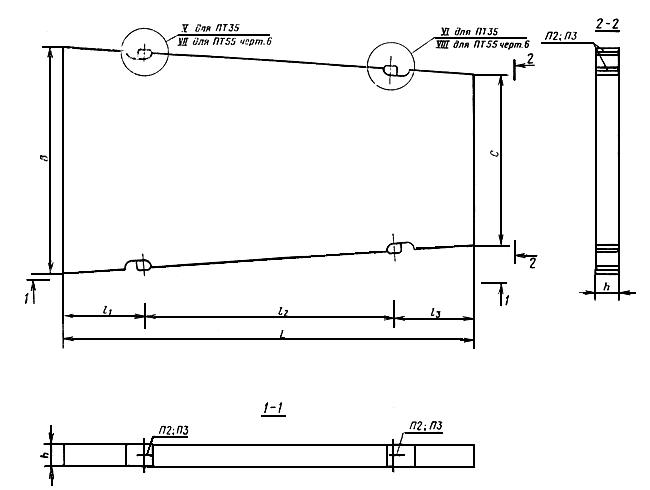 V для ПТ35
VII для ПТ55 черт.6
VI для ПТ35
VIII для ПТ55 черт.6
2-2
П2; П3
2
В
С
2
1
1
l1
l2
l3
L
h
1-1
П2; П3
П2; П3
h